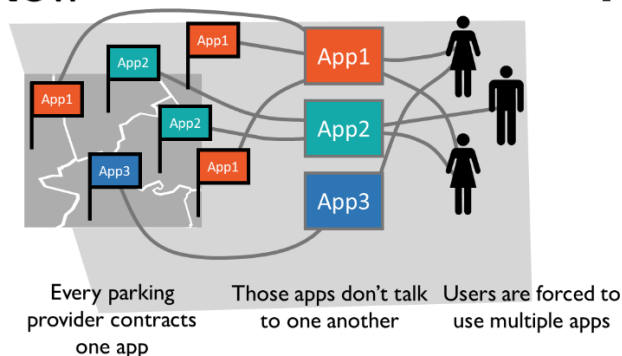 App1
App2
App1
App2
App3
App1
App1
App2
App3
Every parking
provider contracts
one app
Those apps don’t talk
to one another
Users are forced to
use multiple apps